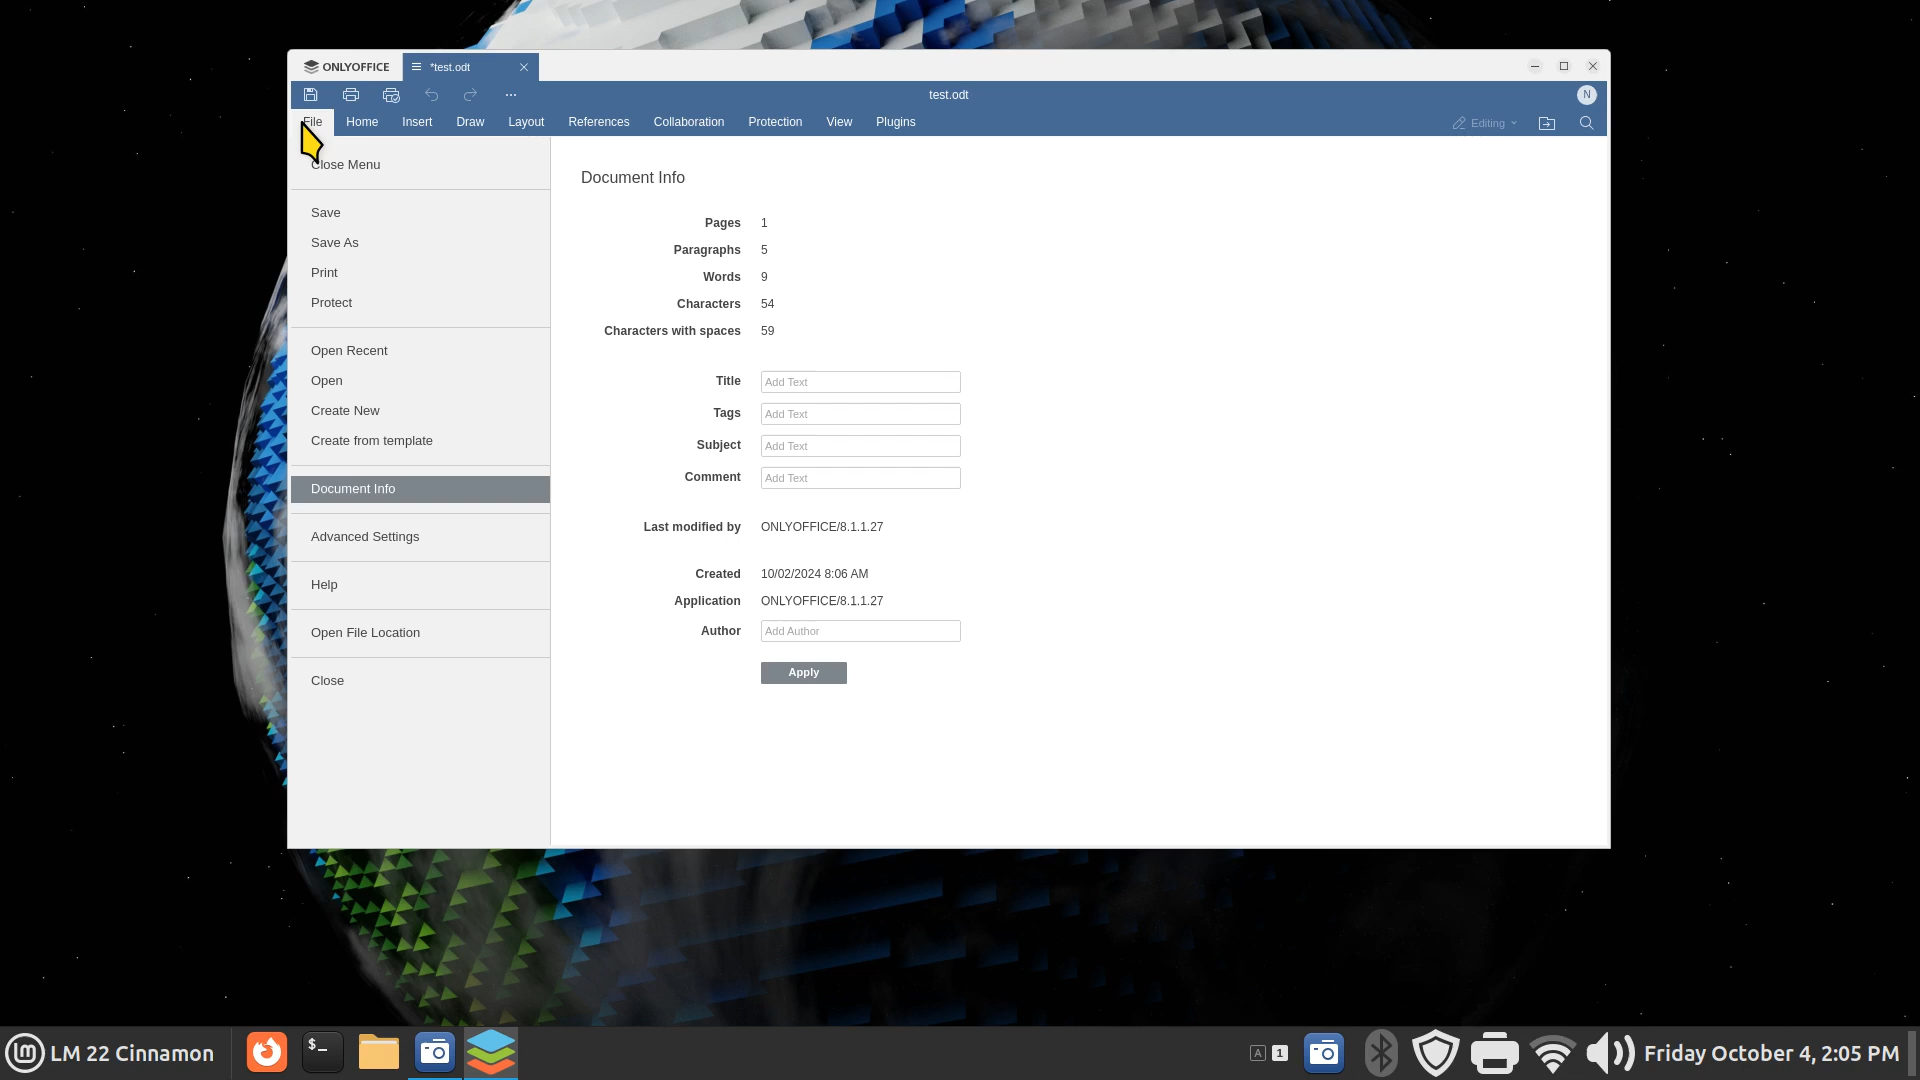 ONLYOFFICE *test.odt
test.odt N
File Home Insert Draw Layout References Collaboration Protection View Plugins Editing
Close Menu
Save
Save As
Print
Protect
Open Recent
Open
Create New
Create from template
Document Info
Advanced Settings
Help
Open File Location
Close
Document Info
Pages 1
Paragraphs 5
Words 9
Characters 54
Characters with spaces 59
Title Add Text
Tags Add Text
Subject Add Text
Comment Add Text
Last modified by ONLYOFFICE/8.1.1.27
Created 10/02/2024 8:06 AM
Application ONLYOFFICE/8.1.1.27
Author Add Author
Apply
LM 22 Cinnamon $_ A 1 Friday October 4, 2:05 PM